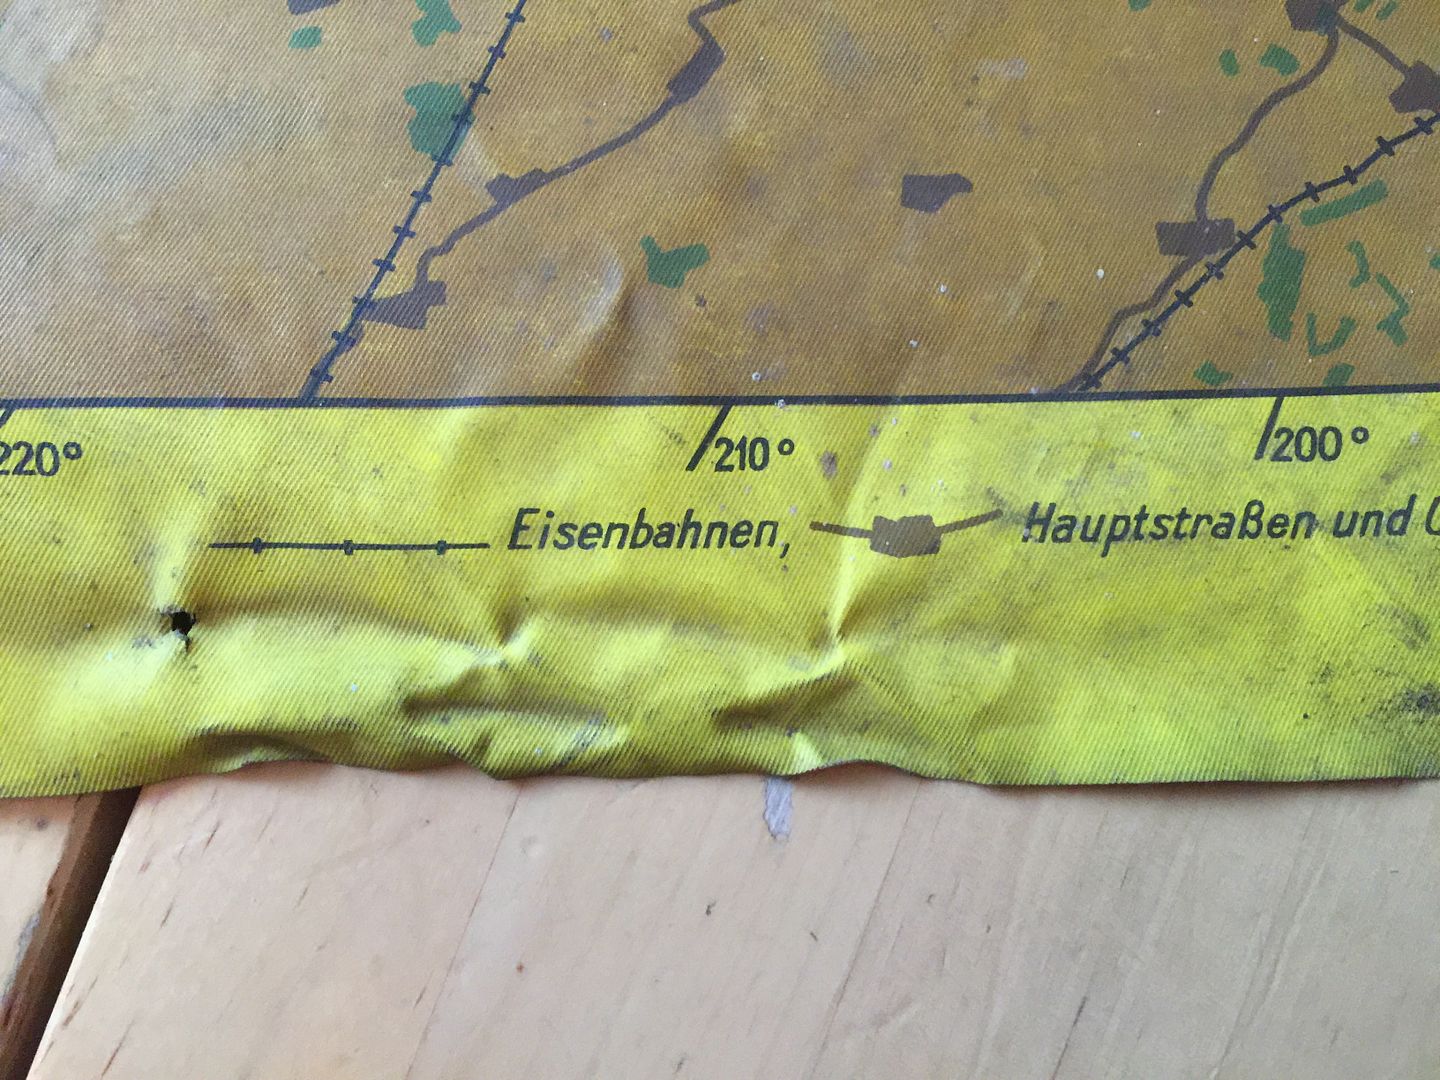 220° 210° 200°
Eisenbahnen, Hauptstraßen und